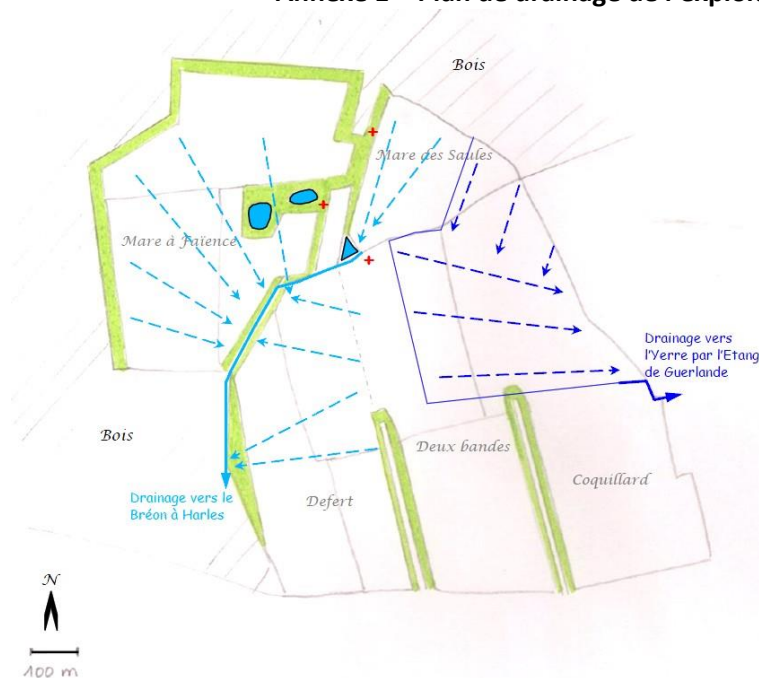 Bois
Mare des Saules
Mare à Faïence
Drainage vers
l'Yerre par l'Etang
de Guerlande
Bois
Deux bandes
Coquillard
Defert
Drainage vers le
Bréon à Harles
N
100 m